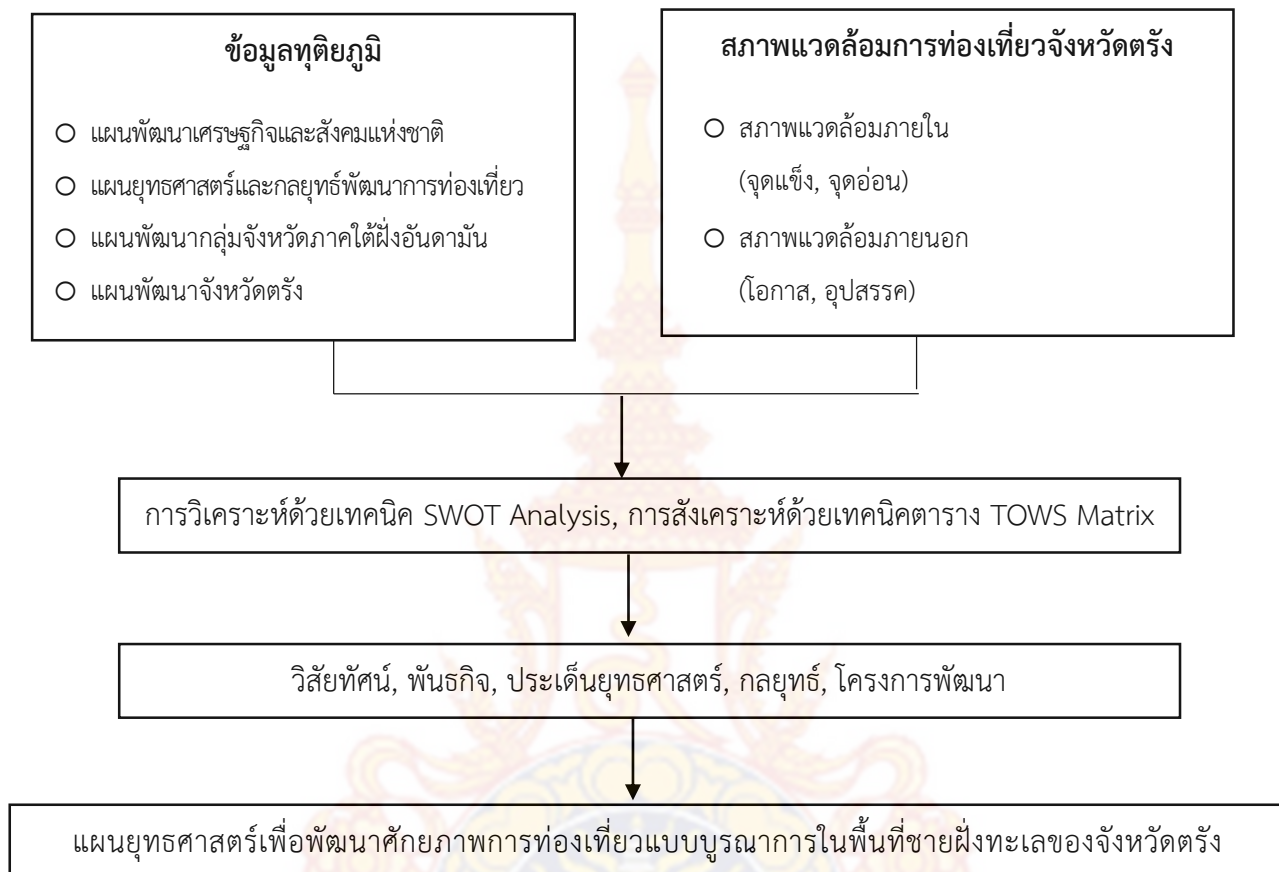 ข้อมูลทุติยภูมิ
○ แผนพัฒนาเศรษฐกิจและสังคมแห่งชาติ
○ แผนยุทธศาสตร์และกลยุทธ์พัฒนาการท่องเที่ยว
○ แผนพัฒนากลุ่มจังหวัดภาคใต้ฝั่งอันดามัน
○ แผนพัฒนาจังหวัดตรัง
สภาพแวดล้อมการท่องเที่ยวจังหวัดตรัง
○ สภาพแวดล้อมภายใน
(จุดแข็ง, จุดอ่อน)
○ สภาพแวดล้อมภายนอก
(โอกาส, อุปสรรค)
การวิเคราะห์ด้วยเทคนิค SWOT Analysis, การสังเคราะห์ด้วยเทคนิคตาราง TOWS Matrix
วิสัยทัศน์, พันธกิจ, ประเด็นยุทธศาสตร์, กลยุทธ์, โครงการพัฒนา
แผนยุทธศาสตร์เพื่อพัฒนาศักยภาพการท่องเที่ยวแบบบูรณาการในพื้นที่ชายฝั่งทะเลของจังหวัดตรัง